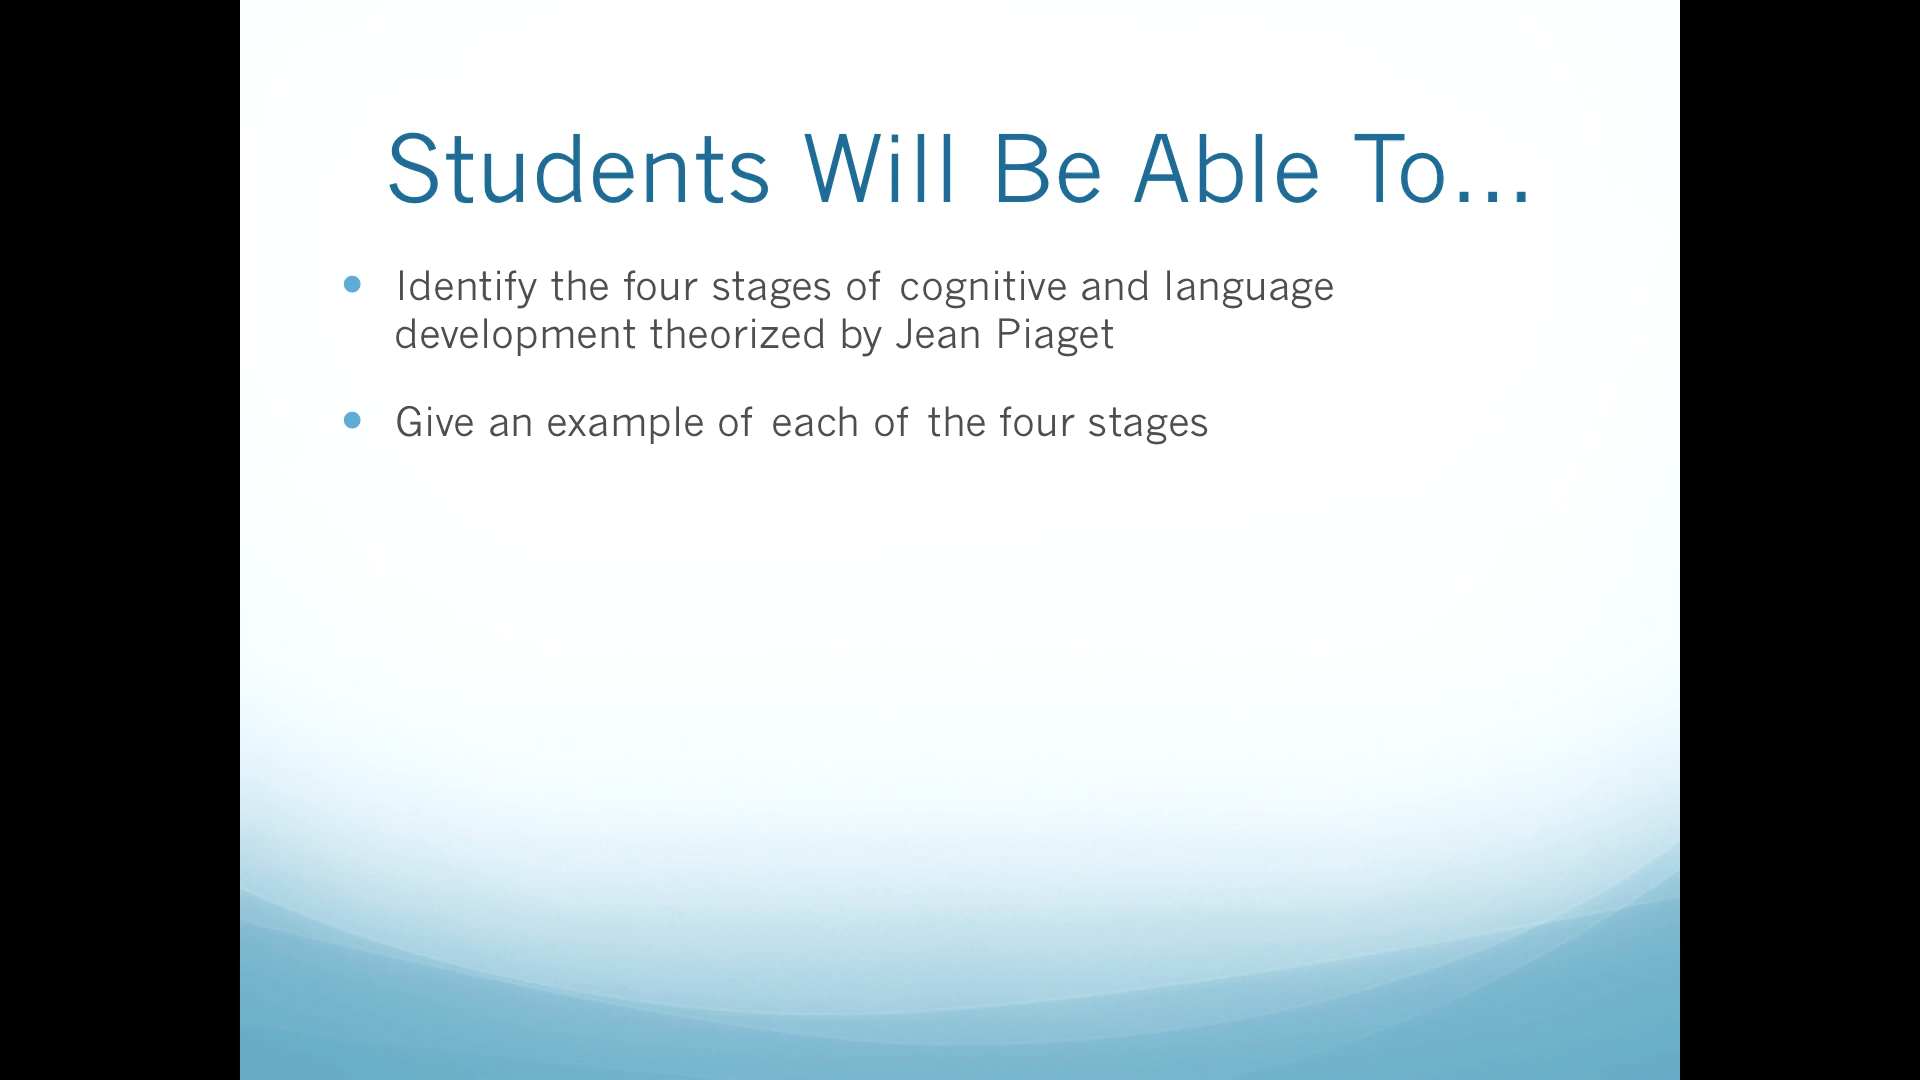 Students Will Be Able To...
Identify the four stages of cognitive and language
development theorized by Jean Piaget
Give an example of each of the four stages